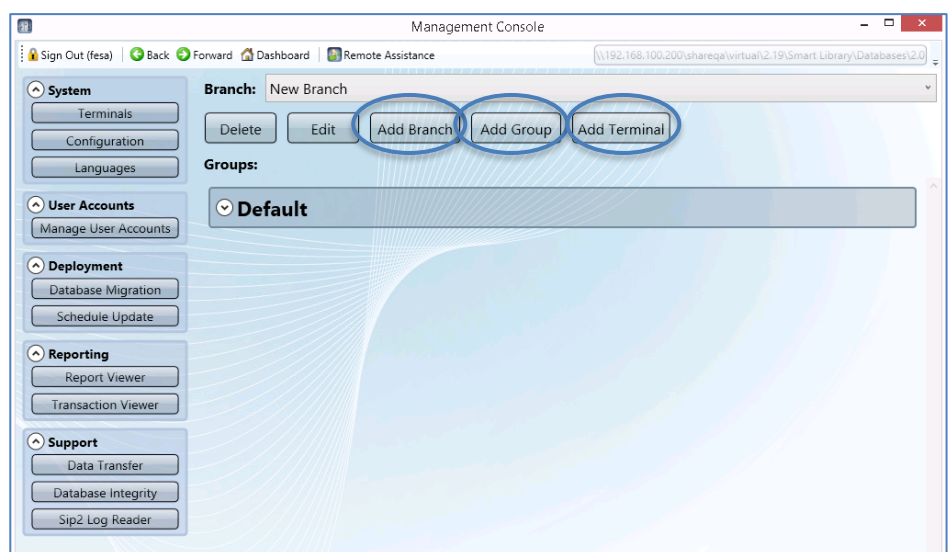 Management Console
Sign Out (fesa) Back Forward Dashboard Remote Assistance \\192.168.100.200\shareqa\virtual\2.19\Smart Library\Databases\2.0
System
Terminals
Configuration
Languages
User Accounts
Manage User Accounts
Deployment
Database Migration
Schedule Update
Reporting
Report Viewer
Transaction Viewer
Support
Data Transfer
Database Integrity
Sip2 Log Reader
Branch: New Branch
Delete Edit Add Branch Add Group Add Terminal
Groups:
Default